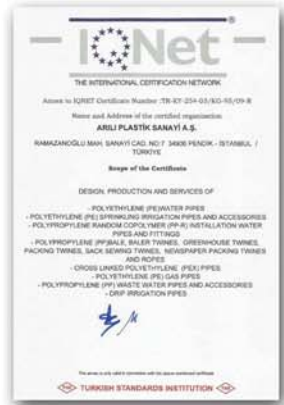 IQNet
®
THE INTERNATIONAL CERTIFICATION NETWORK
Annex to IQNET Certificate Number :TR-KY-254-03/KG-95/09-R
Name and Address of the certified organisation
ARILI PLASTİK SANAYİ A.Ş.
RAMAZANOĞLU MAH. SANAYİ CAD. NO:7 34906 PENDİK - İSTANBUL /
TÜRKİYE
Scope of the Certificate
DESIGN, PRODUCTION AND SERVICES OF
- POLYETHYLENE (PE)WATER PIPES
- POLYETHYLENE (PE) SPRINKLING IRRIGATION PIPES AND ACCESSORIES
- POLYPROPYLENE RANDOM COPOLYMER (PP-R) INSTALLATION WATER
PIPES AND FITTINGS
- POLYPROPYLENE (PP)BALE, BALER TWINES, GREENHOUSE TWINES,
PACKING TWINES, SACK SEWING TWINES, NEWSPAPER PACKING TWINES
AND ROPES
- CROSS LINKED POLYETHYLENE (PEX) PIPES
- POLYETHYLENE (PE) GAS PIPES
- POLYPROPYLENE (PP) WASTE WATER PIPES AND ACCESSORIES
- DRIP IRRIGATION PIPES
TURKISH STANDARDS INSTITUTION